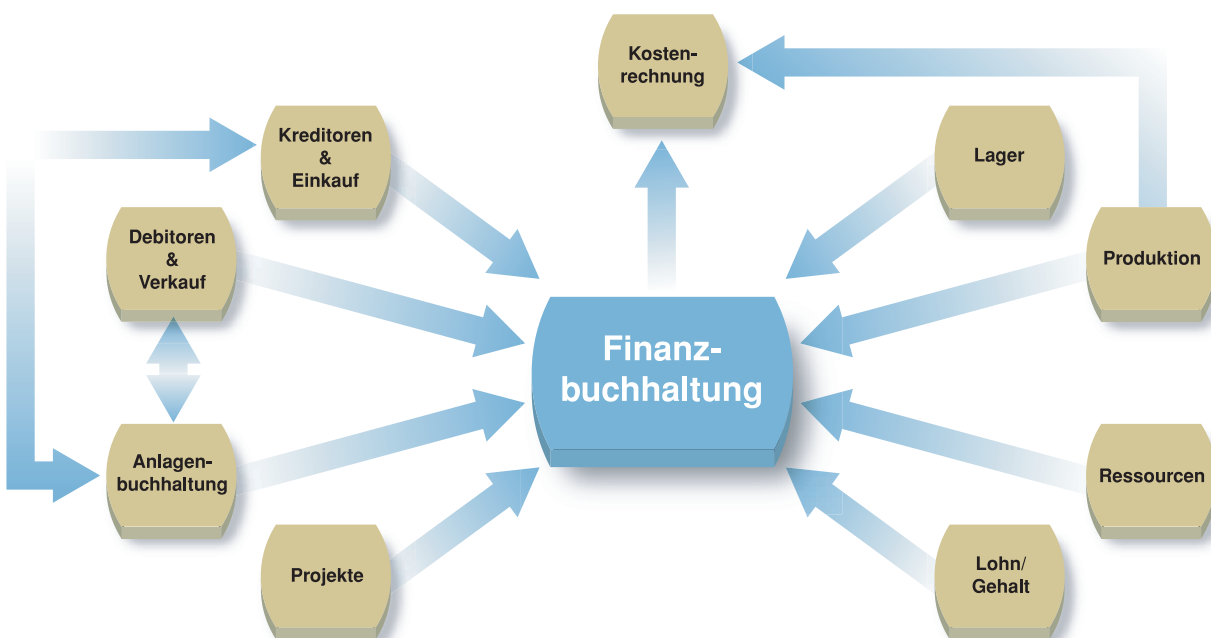 Kosten-
rechnung
Kreditoren
&
Einkauf
Lager
Debitoren
&
Verkauf
Produktion
Finanz-
buchhaltung
Anlagen-
buchhaltung
Ressourcen
Projekte
Lohn/
Gehalt